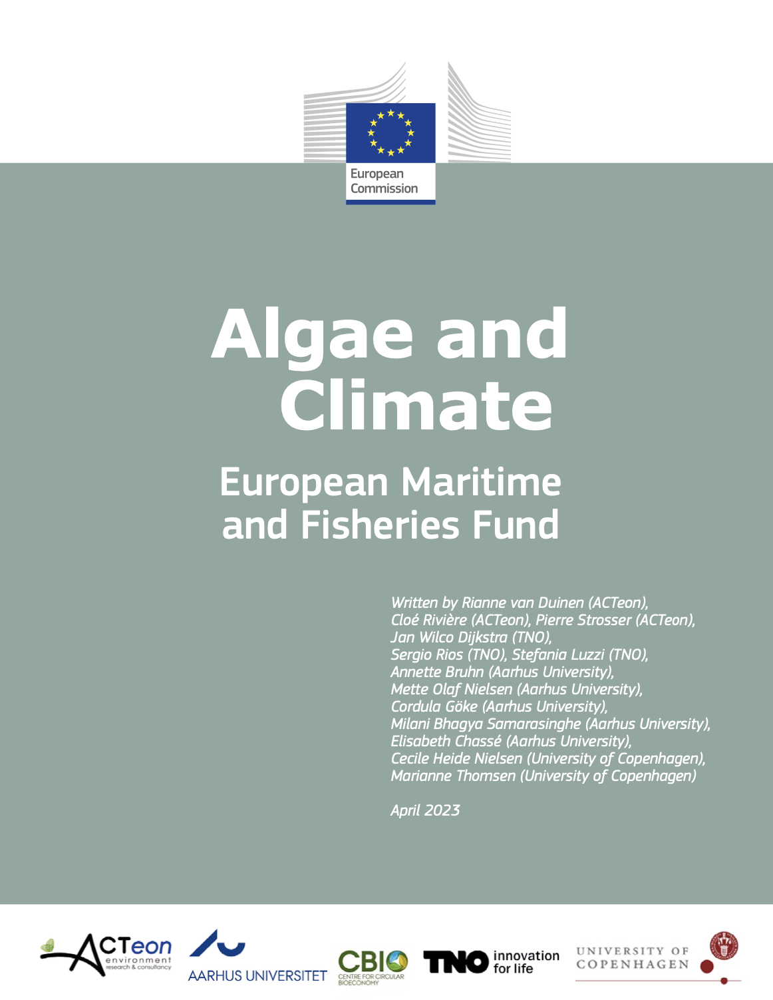 European
Commission
Algae and
Climate
European Maritime
and Fisheries Fund
Written by Rianne van Duinen (ACTeon),
Cloé Rivière (ACTeon), Pierre Strosser (ACTeon),
Jan Wilco Dijkstra (TNO),
Sergio Rios (TNO), Stefania Luzzi (TNO),
Annette Bruhn (Aarhus University),
Mette Olaf Nielsen (Aarhus University),
Cordula Göke (Aarhus University),
Milani Bhagya Samarasinghe (Aarhus University),
Elisabeth Chassé (Aarhus University),
Cecile Heide Nielsen (University of Copenhagen),
Marianne Thomsen (University of Copenhagen)
April 2023
ACTeon
environment
research & consultancy
AARHUS UNIVERSITET
CBIO
CENTRE FOR CIRCULAR
BIOECONOMY
TNO innovation
for life
UNIVERSITY OF
COPENHAGEN